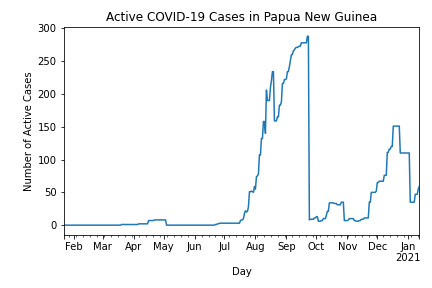 Active COVID-19 Cases in Papua New Guinea
300
250
200
150
100
50
0
Number of Active Cases
Feb Mar Apr May Jun Jul Aug Sep Oct Nov Dec Jan
2021
Day